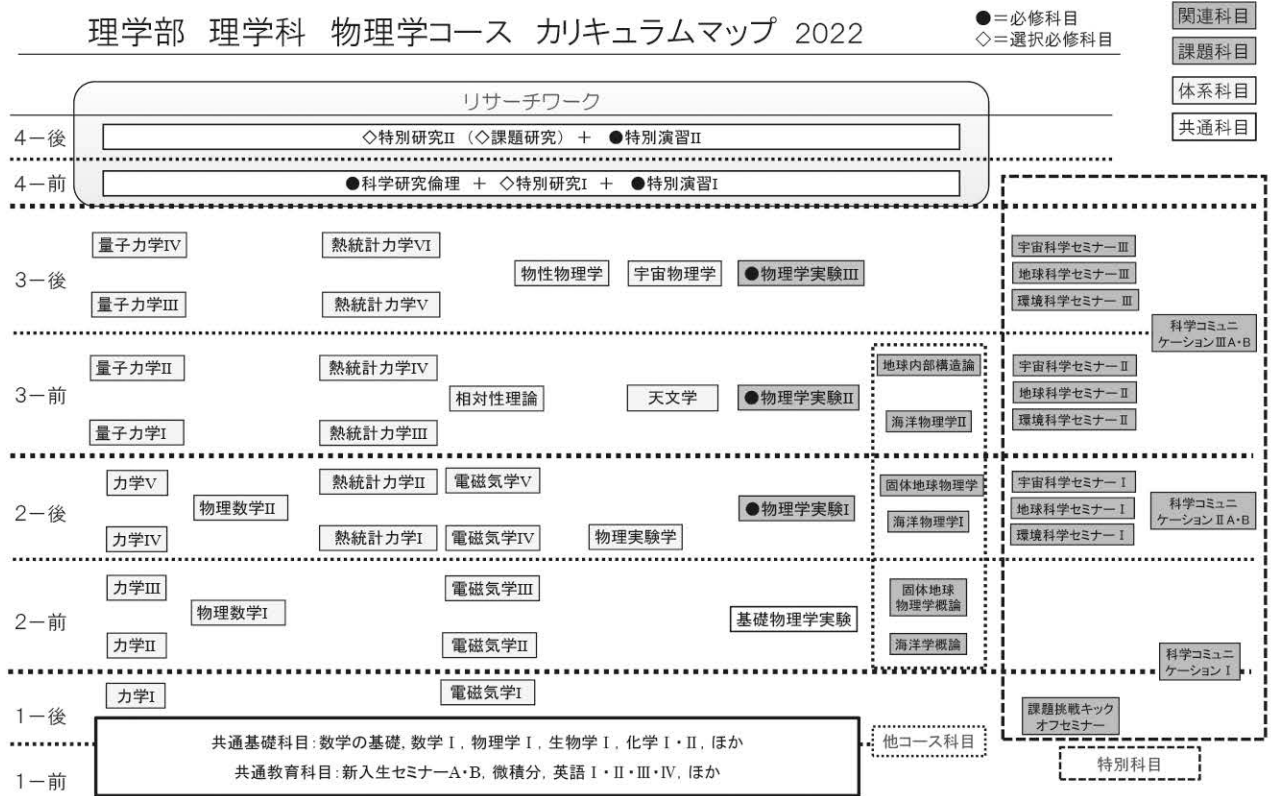 理学部 理学科 物理学コース カリキュラムマップ 2022
●＝必修科目
◇＝選択必修科目
関連科目
課題科目
体系科目
共通科目
リサーチワーク
4－後
◇特別研究II（◇課題研究）＋ ●特別演習II
4－前
●科学研究倫理 ＋ ◇特別研究I ＋ ●特別演習I
3－後
量子力学IV
熱統計力学VI
物性物理学
宇宙物理学
●物理学実験III
量子力学III
熱統計力学V
宇宙科学セミナーIII
地球科学セミナーIII
環境科学セミナー III
科学コミュニ
ケーションIIIA・B
3－前
量子力学II
熱統計力学IV
相対性理論
天文学
●物理学実験II
量子力学I
熱統計力学III
地球内部構造論
海洋物理学II
宇宙科学セミナーII
地球科学セミナーII
環境科学セミナーII
2－後
力学V
物理数学II
熱統計力学II
電磁気学V
●物理学実験I
力学IV
熱統計力学I
電磁気学IV
物理実験学
固体地球物理学
海洋物理学I
宇宙科学セミナー I
地球科学セミナー I
環境科学セミナー I
科学コミュニ
ケーションII A・B
2－前
力学III
物理数学I
電磁気学III
基礎物理学実験
力学II
電磁気学II
固体地球
物理学概論
海洋学概論
科学コミュニ
ケーション I
1－後
力学I
電磁気学I
課題挑戦キック
オフセミナー
共通基礎科目：数学の基礎, 数学 I , 物理学 I , 生物学 I , 化学 I・II, ほか
他コース科目
1－前
共通教育科目：新入生セミナーA・B, 微積分, 英語 I・II・III・IV, ほか
特別科目